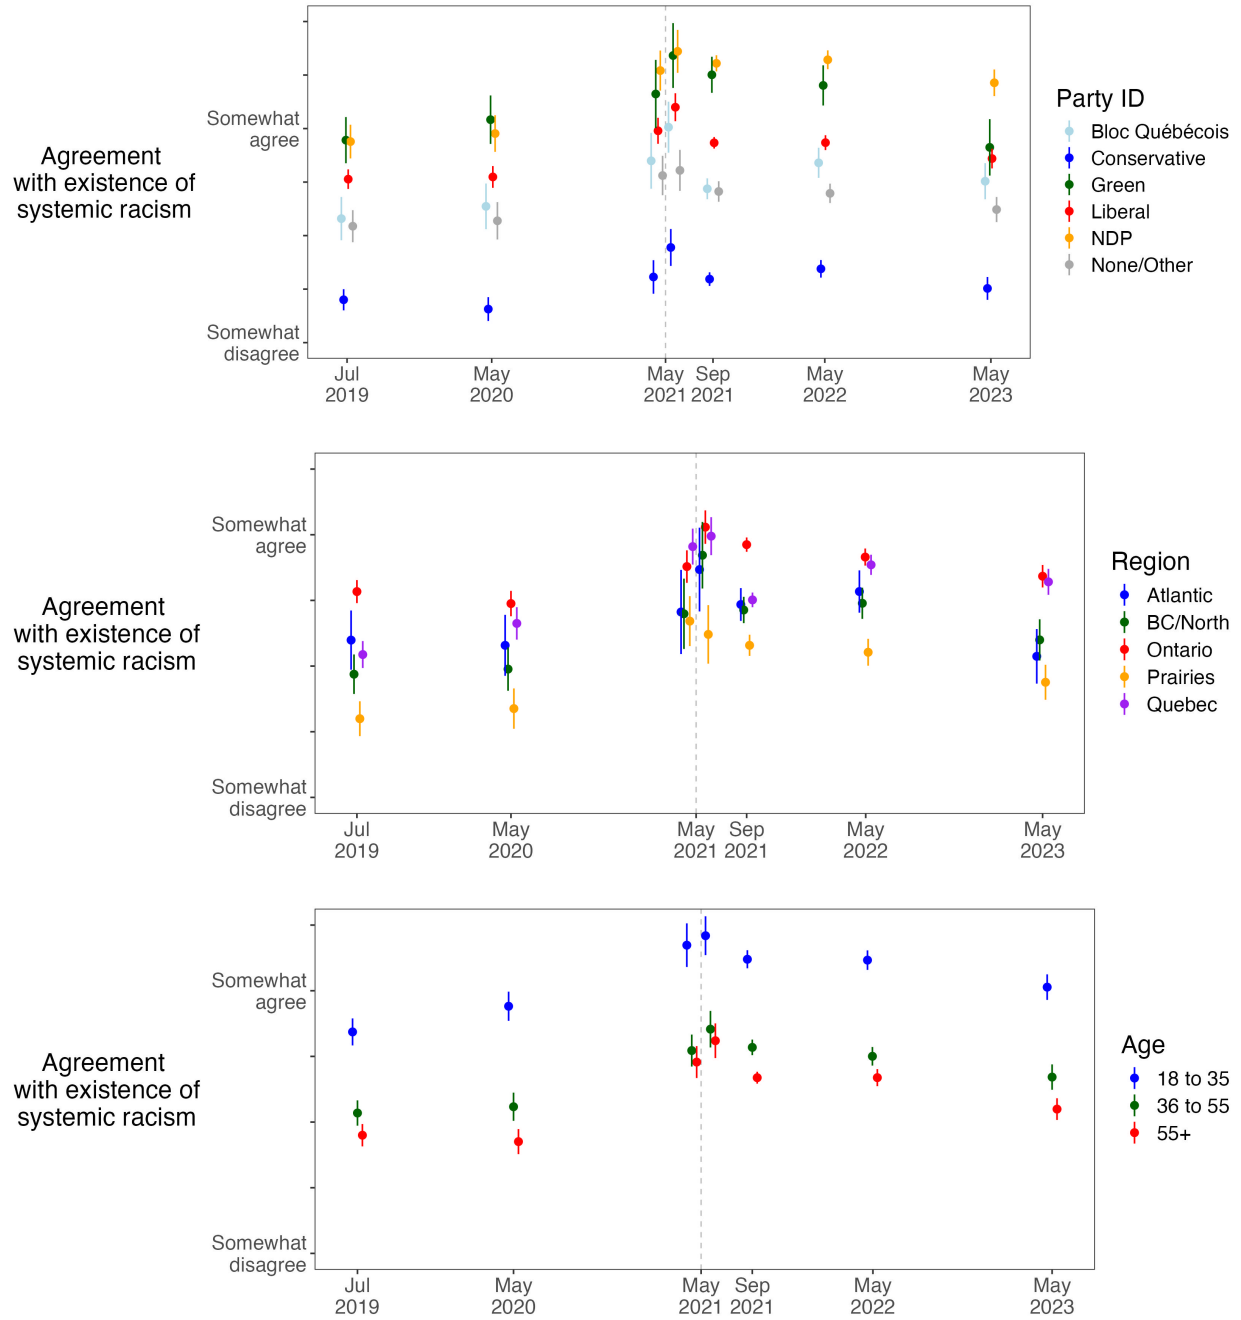 Agreement
with existence of
systemic racism
Somewhat
agree
Somewhat
disagree
Jul
2019
May
2020
May
2021
Sep
2021
May
2022
May
2023
Party ID
Bloc Québécois
Conservative
Green
Liberal
NDP
None/Other
Agreement
with existence of
systemic racism
Somewhat
agree
Somewhat
disagree
Jul
2019
May
2020
May
2021
Sep
2021
May
2022
May
2023
Region
Atlantic
BC/North
Ontario
Prairies
Quebec
Agreement
with existence of
systemic racism
Somewhat
agree
Somewhat
disagree
Jul
2019
May
2020
May
2021
Sep
2021
May
2022
May
2023
Age
18 to 35
36 to 55
55+